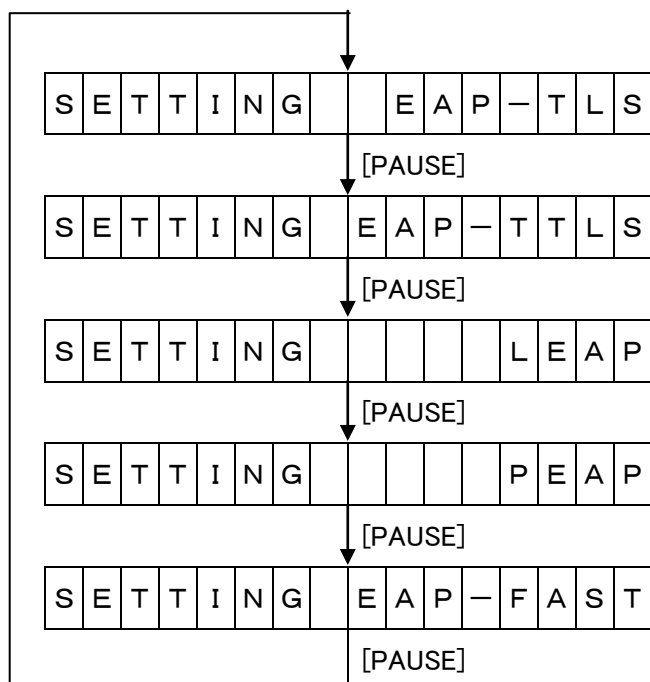 SETTING EAP-TLS
[PAUSE]
SETTING EAP-TTLS
[PAUSE]
SETTING LEAP
[PAUSE]
SETTING PEAP
[PAUSE]
SETTING EAP-FAST
[PAUSE]